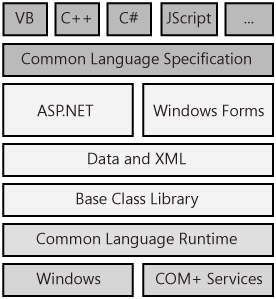 VB C++ C# JScript ...
Common Language Specification
ASP.NET Windows Forms
Data and XML
Base Class Library
Common Language Runtime
Windows COM+ Services